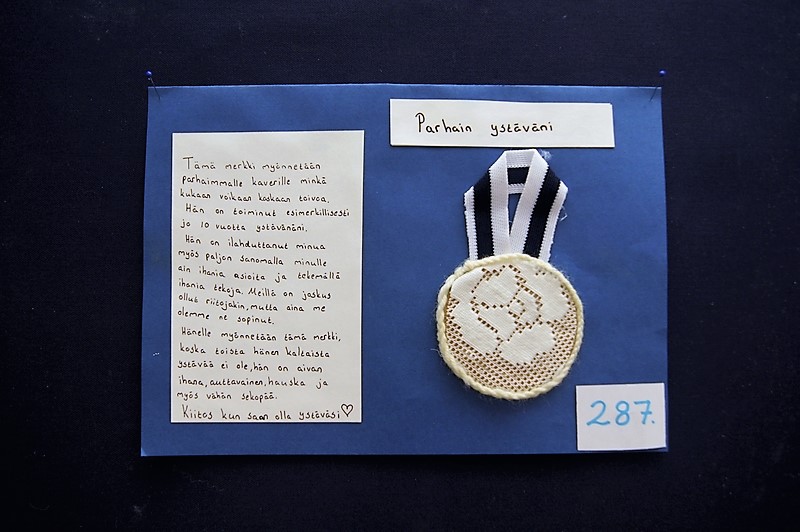 Parhain ystäväni
Tämä merkki myönnetään
parhaimmalle kaverille minkä
kukaan voikaan koskaan toivoa.
Hän on toiminut esimerkillisesti
jo 10 vuotta ystävänäni.
Hän on ilahduttanut minua
myös paljon sanomalla minulle
ain ihania asioita ja tekemällä
ihania tekoja. Meillä on joskus
ollut riitojakin, mutta aina me
olemme ne sopinut.
Hänelle myönnetään tämä merkki,
koska toista hänen kaltaista
ystävää ei ole, hän on aivan
ihana, auttavainen, hauska ja
myös vähän sekopää.
Kiitos kun saan olla ystäväsi♡
287.